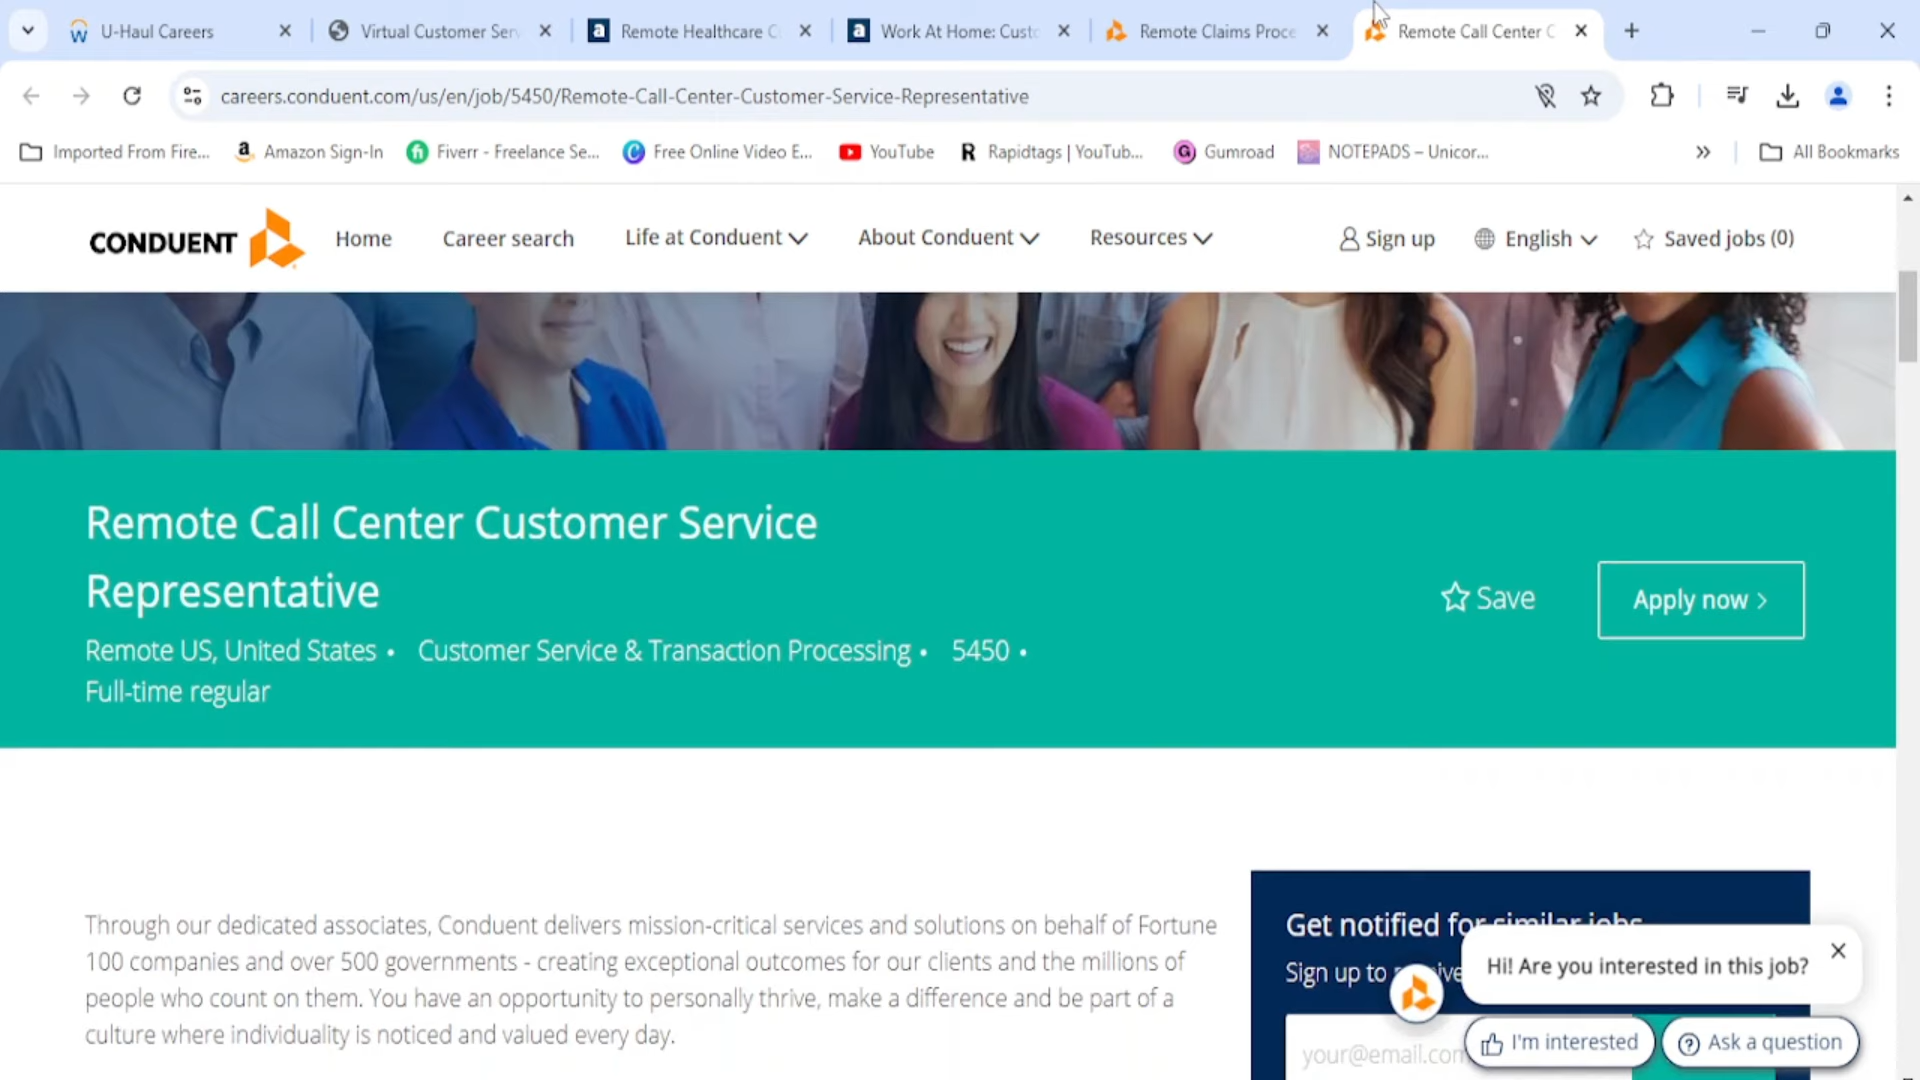 U-Haul Careers
Virtual Customer Serv
Remote Healthcare C
Work At Home: Custo
Remote Claims Proce
Remote Call Center C
careers.conduent.com/us/en/job/5450/Remote-Call-Center-Customer-Service-Representative
Imported From Fire...
Amazon Sign-In
Fiverr - Freelance Se...
Free Online Video E...
YouTube
Rapidtags | YouTub...
Gumroad
NOTEPADS – Unicor...
All Bookmarks
CONDUENT
Home
Career search
Life at Conduent
About Conduent
Resources
Sign up
English
Saved jobs (0)
Remote Call Center Customer Service
Representative
Remote US, United States • Customer Service & Transaction Processing • 5450 •
Full-time regular
Save
Apply now
Through our dedicated associates, Conduent delivers mission-critical services and solutions on behalf of Fortune
100 companies and over 500 governments - creating exceptional outcomes for our clients and the millions of
people who count on them. You have an opportunity to personally thrive, make a difference and be part of a
culture where individuality is noticed and valued every day.
Get notified for similar jobs
Sign up to
Hi! Are you interested in this job?
your@email.com
I'm interested
Ask a question